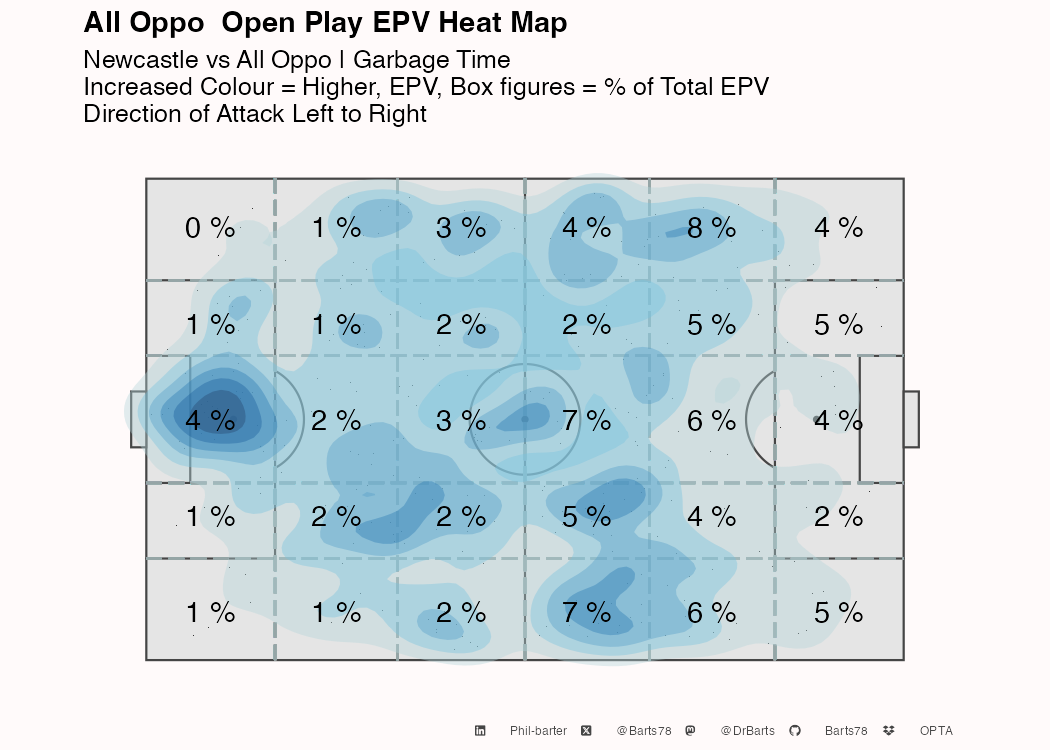 All Oppo  Open Play EPV Heat Map
Newcastle vs All Oppo | Garbage Time
Increased Colour = Higher, EPV, Box figures = % of Total EPV
Direction of Attack Left to Right
0 % 1 % 3 % 4 % 8 % 4 %
1 % 1 % 2 % 2 % 5 % 5 %
4 % 2 % 3 % 7 % 6 % 4 %
1 % 2 % 2 % 5 % 4 % 2 %
1 % 1 % 2 % 7 % 6 % 5 %
Phil-barter @Barts78 @DrBarts Barts78 OPTA